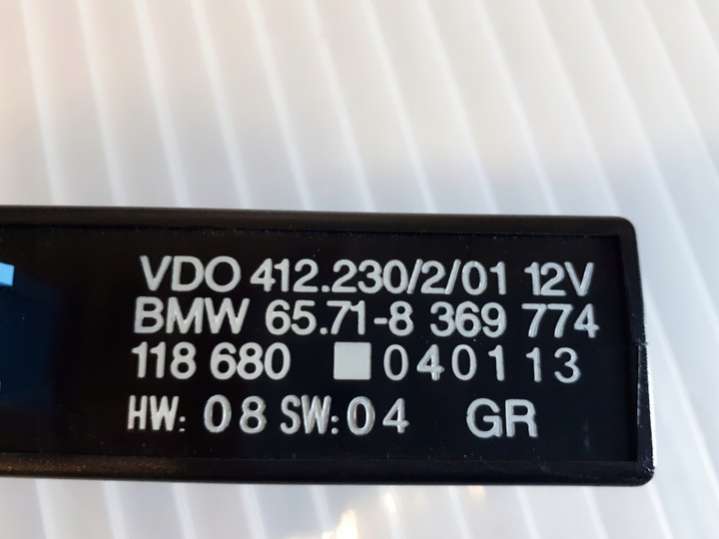 VDO 412.230/2/01 12V
BMW 65.71-8 369 774
118 680 040113
HW: 08 SW:04 GR